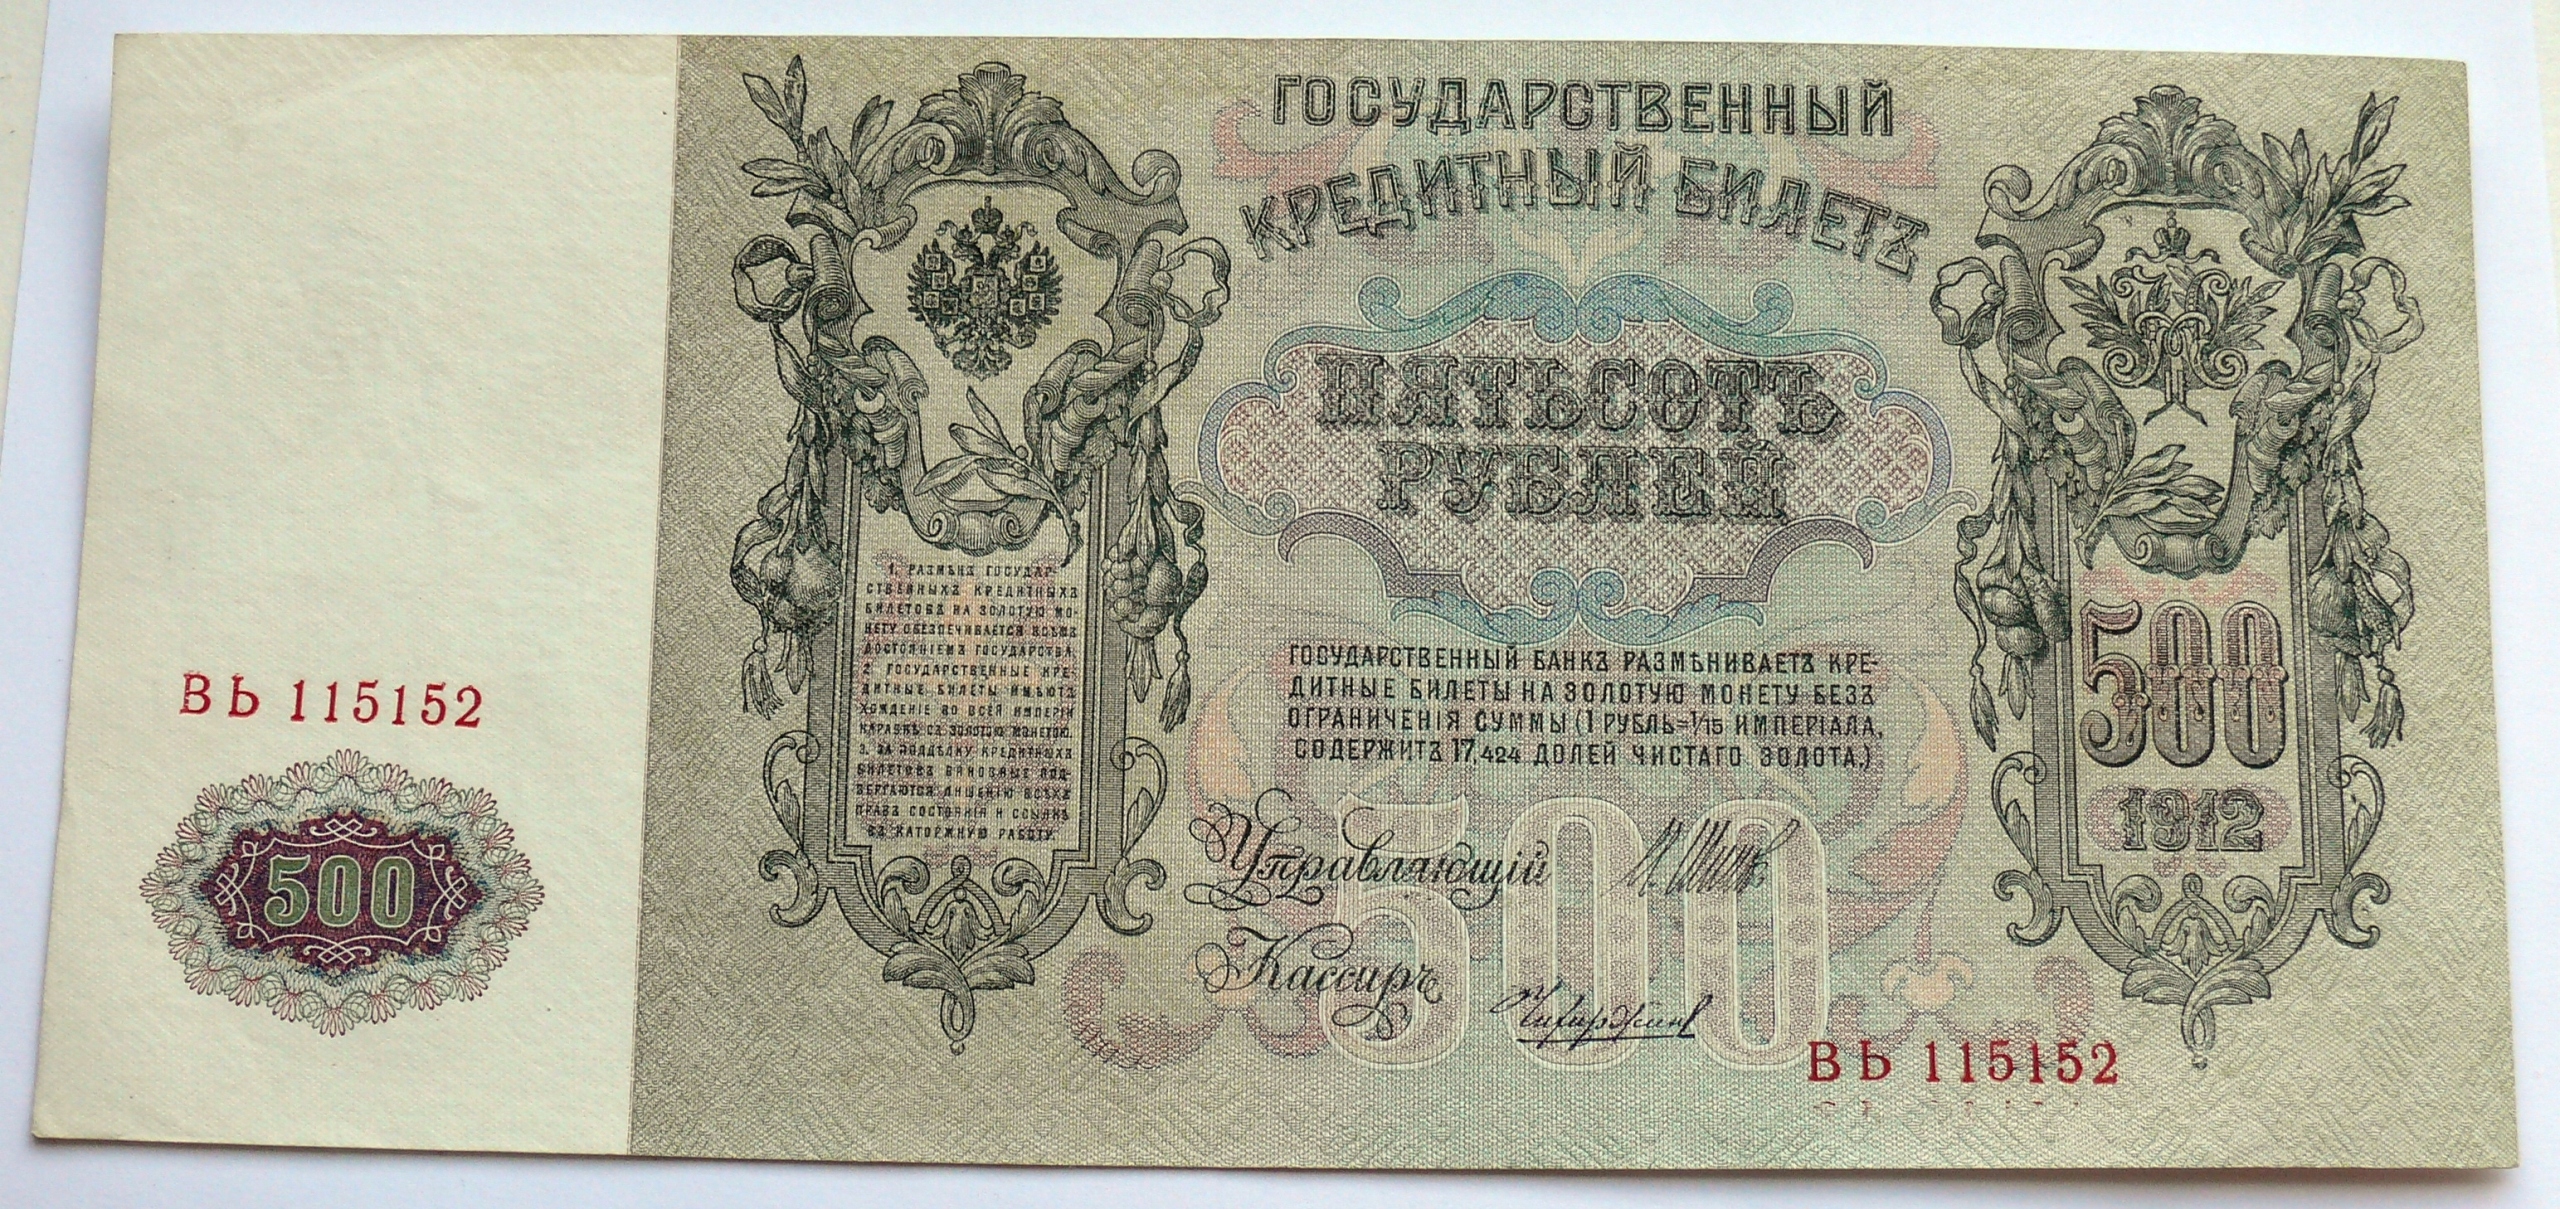 ГОСУДАРСТВЕННЫЙ
КРЕДИТНЫЙ БИЛЕТЪ
ПЯТЬСОТЪ
РУБЛЕЙ
1. РАЗМѢНЪ ГОСУДАР-
СТВЕННЫХЪ КРЕДИТНЫХЪ
БИЛЕТОВЪ НА ЗОЛОТУЮ МО-
НЕТУ ОБЕЗПЕЧИВАЕТСЯ ВСѢМЪ
ДОСТОЯНІЕМЪ ГОСУДАРСТВА.
2. ГОСУДАРСТВЕННЫЕ КРЕ-
ДИТНЫЕ БИЛЕТЫ ИМѢЮТЪ
ХОЖДЕНІЕ ВО ВСЕЙ ИМПЕРІИ
НАРАВНѢ СЪ ЗОЛОТОЮ МОНЕТОЮ.
3. ЗА ПОДДѢЛКУ КРЕДИТНЫХЪ
БИЛЕТОВЪ ВИНОВНЫЕ ПОД-
ВЕРГАЮТСЯ ЛИШЕНІЮ ВСѢХЪ
ПРАВЪ СОСТОЯНІЯ И ССЫЛКѢ
ВЪ КАТОРЖНУЮ РАБОТУ.
ГОСУДАРСТВЕННЫЙ БАНКЪ РАЗМѢНИВАЕТЪ КРЕ-
ДИТНЫЕ БИЛЕТЫ НА ЗОЛОТУЮ МОНЕТУ БЕЗЪ
ОГРАНИЧЕНІЯ СУММЫ (1 РУБЛЬ=1/15 ИМПЕРІАЛА,
СОДЕРЖИТЪ 17,424 ДОЛЕЙ ЧИСТАГО ЗОЛОТА.)
500
1912
ВЬ 115152
500
Управляющій
Кассиръ
500
ВЬ 115152